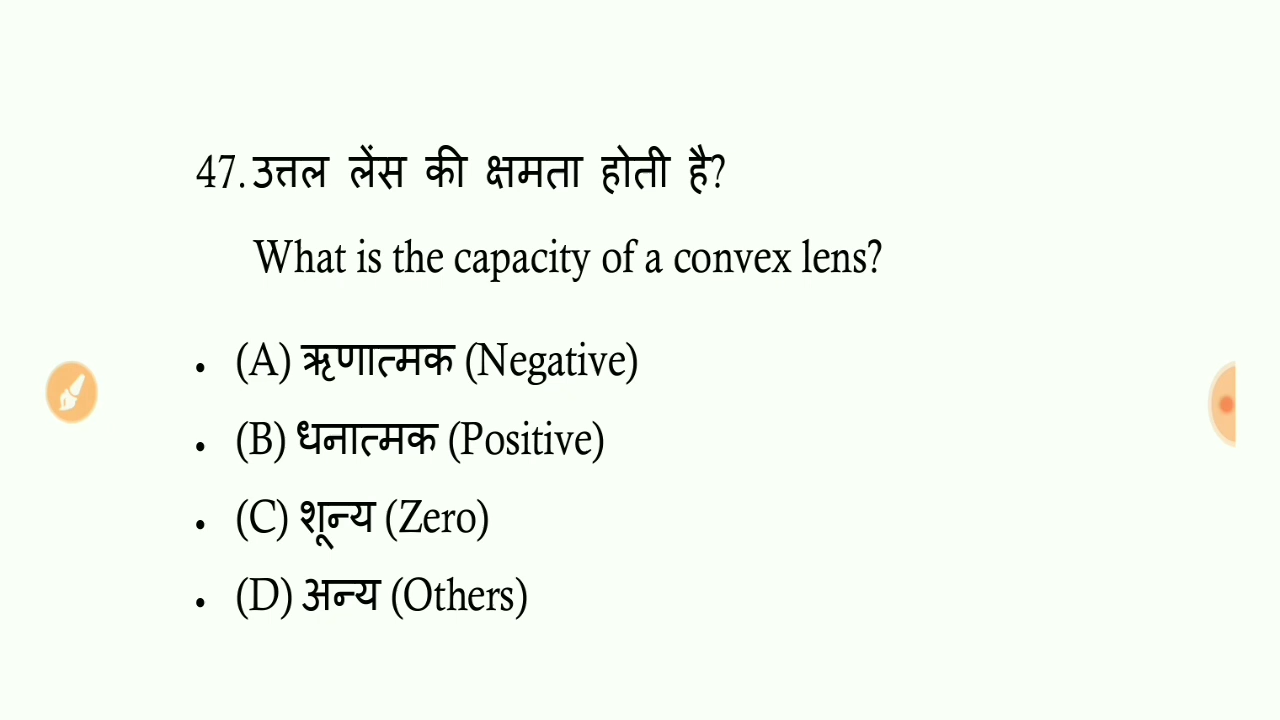 47. उत्तल लेंस की क्षमता होती है?
What is the capacity of a convex lens?
• (A) ऋणात्मक (Negative)
• (B) धनात्मक (Positive)
• (C) शून्य (Zero)
• (D) अन्य (Others)